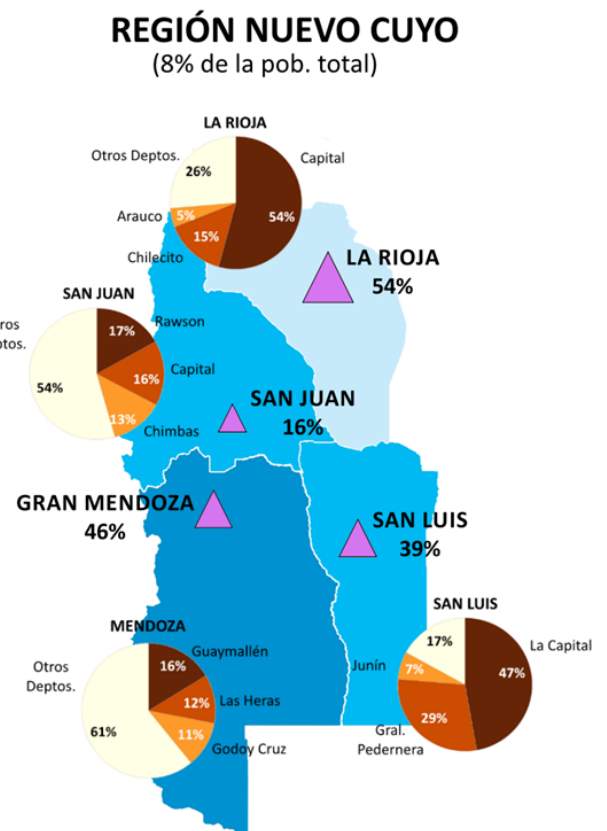 REGIÓN NUEVO CUYO
(8% de la pob. total)
LA RIOJA
Otros Deptos.
26%
Capital
54%
Arauco
5%
15%
Chilecito
LA RIOJA
54%
SAN JUAN
ros
ptos.
17%
Rawson
16%
Capital
54%
13%
Chimbas
SAN JUAN
16%
GRAN MENDOZA
46%
SAN LUIS
39%
MENDOZA
Otros
Deptos.
16%
Guaymallén
12%
Las Heras
61%
11%
Godoy Cruz
SAN LUIS
17%
La Capital
47%
Junín
7%
29%
Gral.
Pedernera